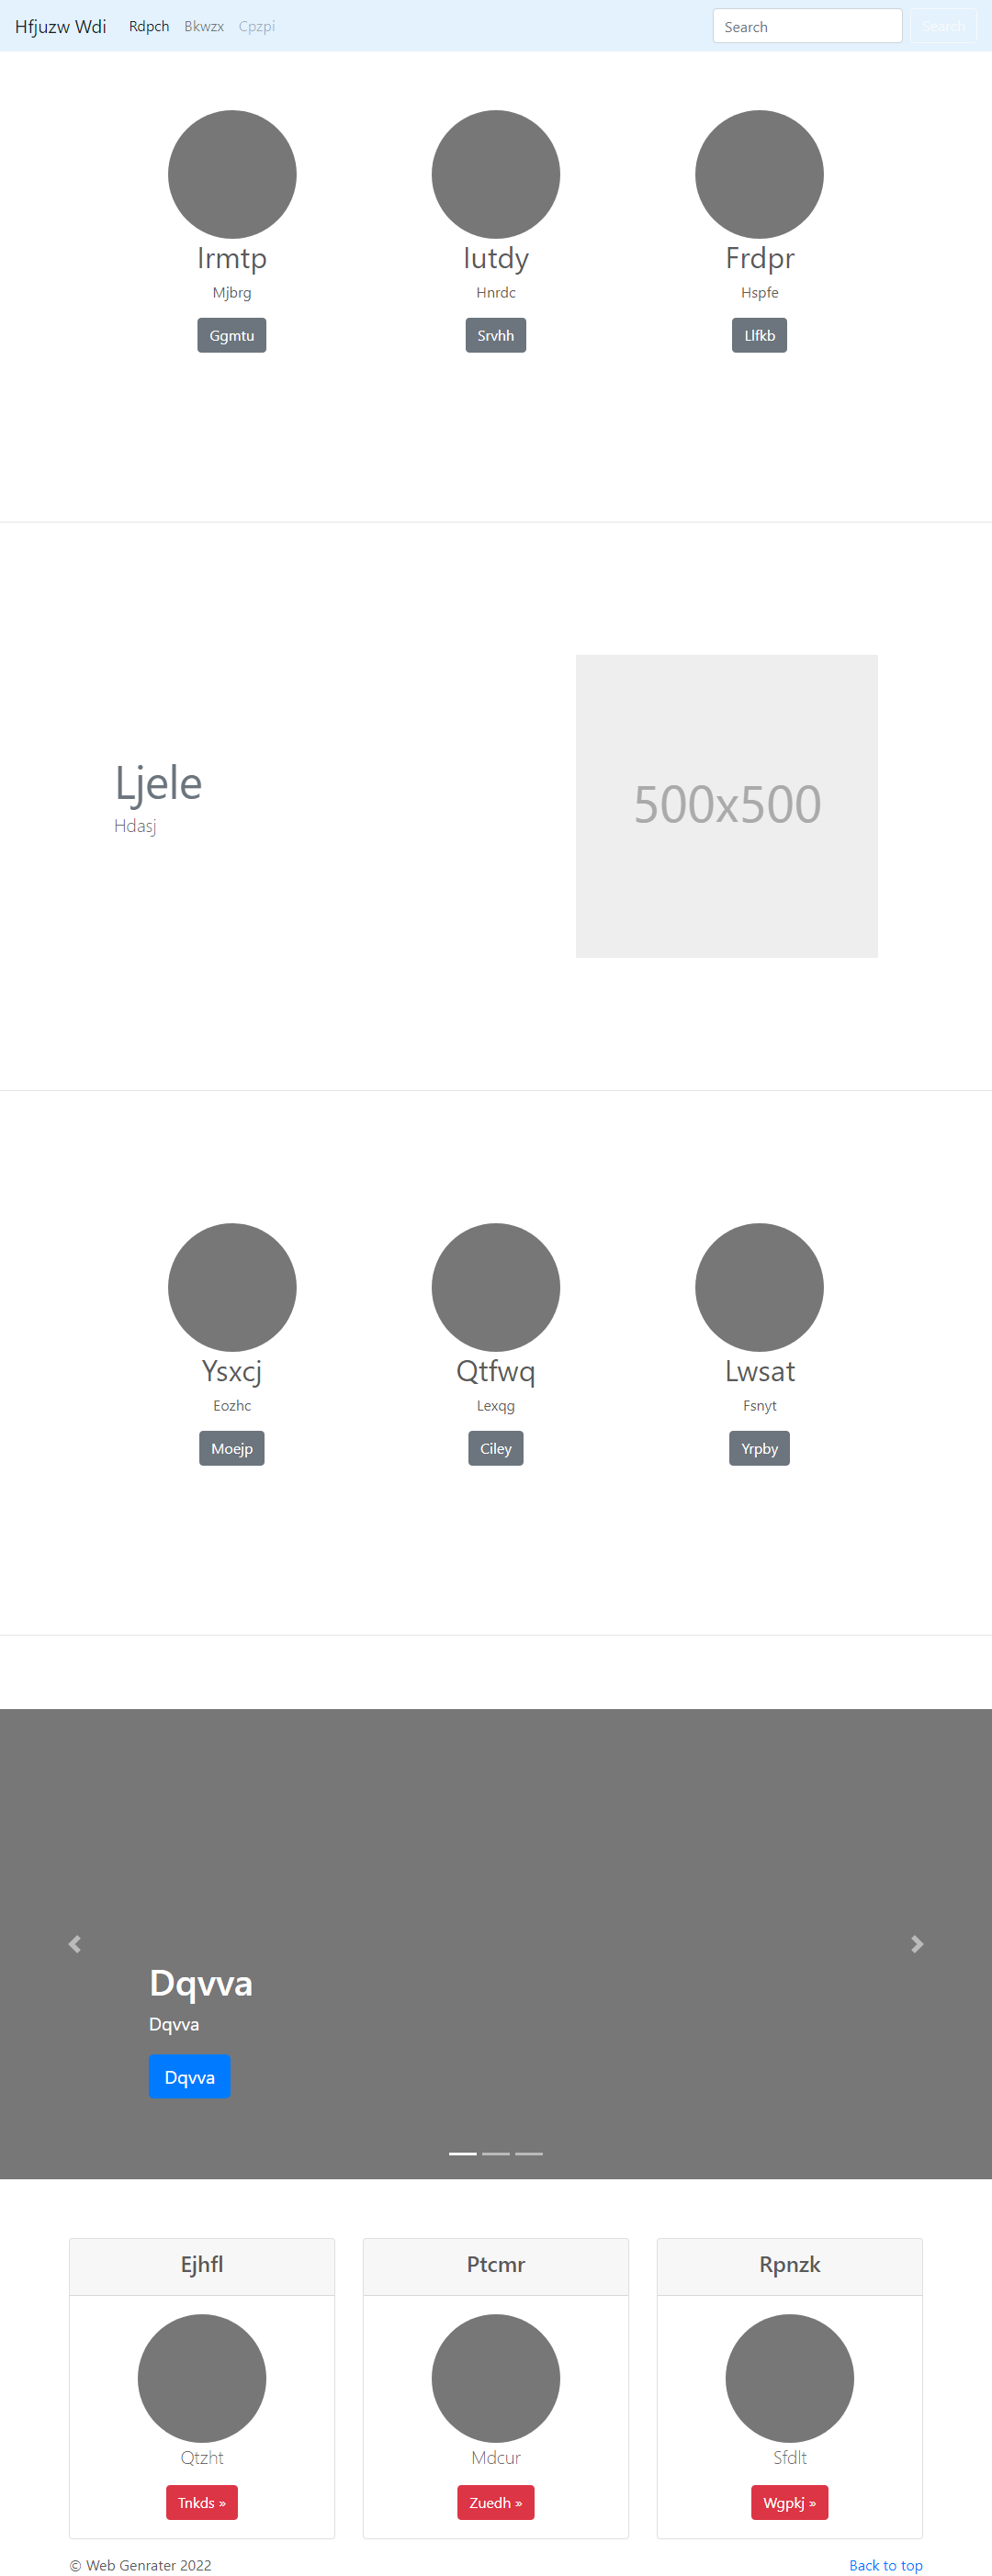 Hfjuzw Wdi Rdpch Bkwzx Cpzpi Search Search
Irmtp Iutdy Frdpr
Mjbrg Hnrdc Hspfe
Ggmtu Srvhh Llfkb
Ljele
Hdasj
500x500
Ysxcj Qtfwq Lwsat
Eozhc Lexqg Fsnyt
Moejp Ciley Yrpby
Dqvva
Dqvva
Dqvva
Ejhfl Ptcmr Rpnzk
Qtzht Mdcur Sfdlt
Tnkds » Zuedh » Wgpkj »
© Web Genrater 2022 Back to top